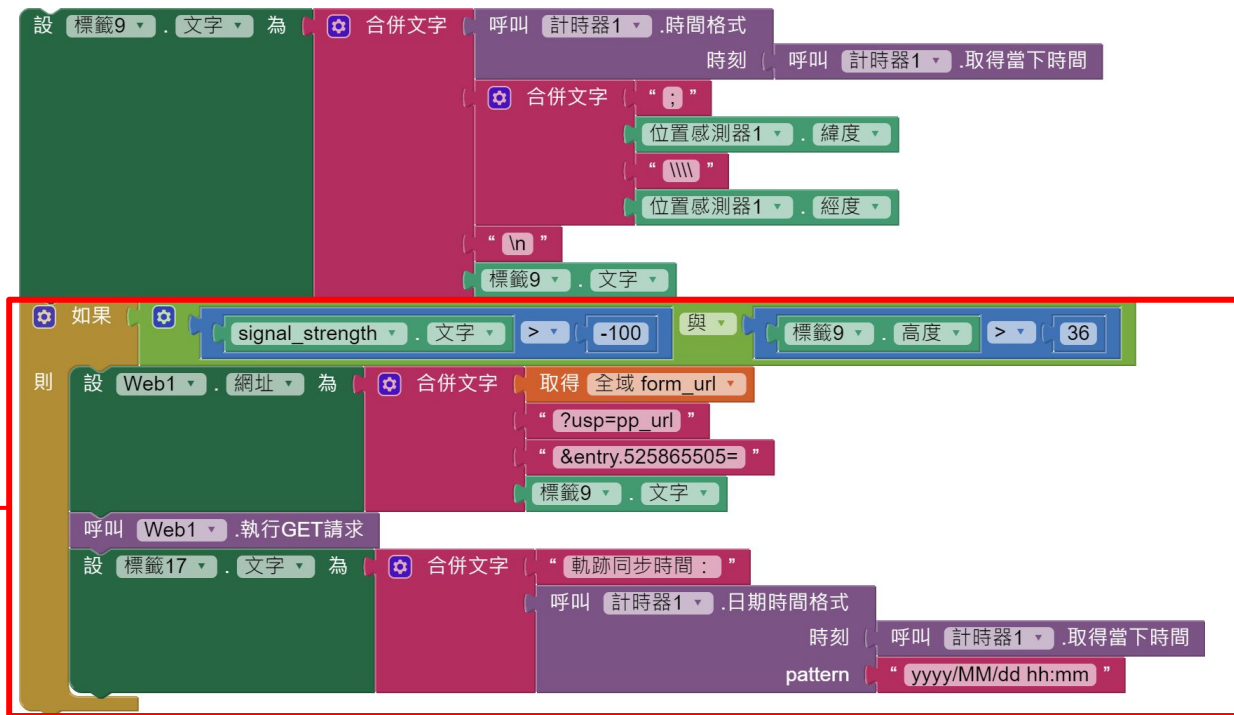 設 標籤9 . 文字 為 合併文字 呼叫 計時器1 .時間格式
時刻 呼叫 計時器1 .取得當下時間
合併文字 “ ; ”
位置感測器1 . 緯度
“ \\\\ ”
位置感測器1 . 經度
“ \n ”
標籤9 . 文字
如果 signal_strength . 文字 > -100 與 標籤9 . 高度 > 36
則 設 Web1 . 網址 為 合併文字 取得 全域 form_url
“ ?usp=pp_url ”
“ &entry.525865505= ”
標籤9 . 文字
呼叫 Web1 .執行GET請求
設 標籤17 . 文字 為 合併文字 “ 軌跡同步時間： ”
呼叫 計時器1 .日期時間格式
時刻 呼叫 計時器1 .取得當下時間
pattern “ yyyy/MM/dd hh:mm ”